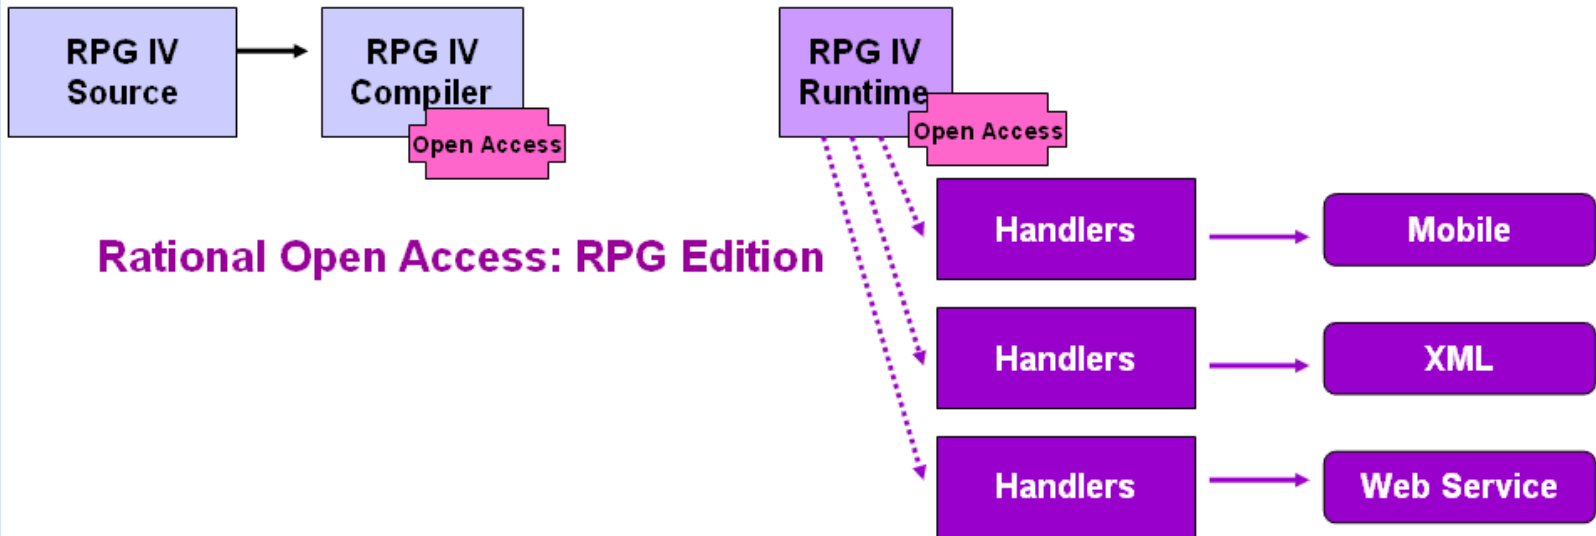 RPG IV
Source
RPG IV
Compiler
Open Access
RPG IV
Runtime
Open Access
Rational Open Access: RPG Edition
Handlers
Mobile
Handlers
XML
Handlers
Web Service